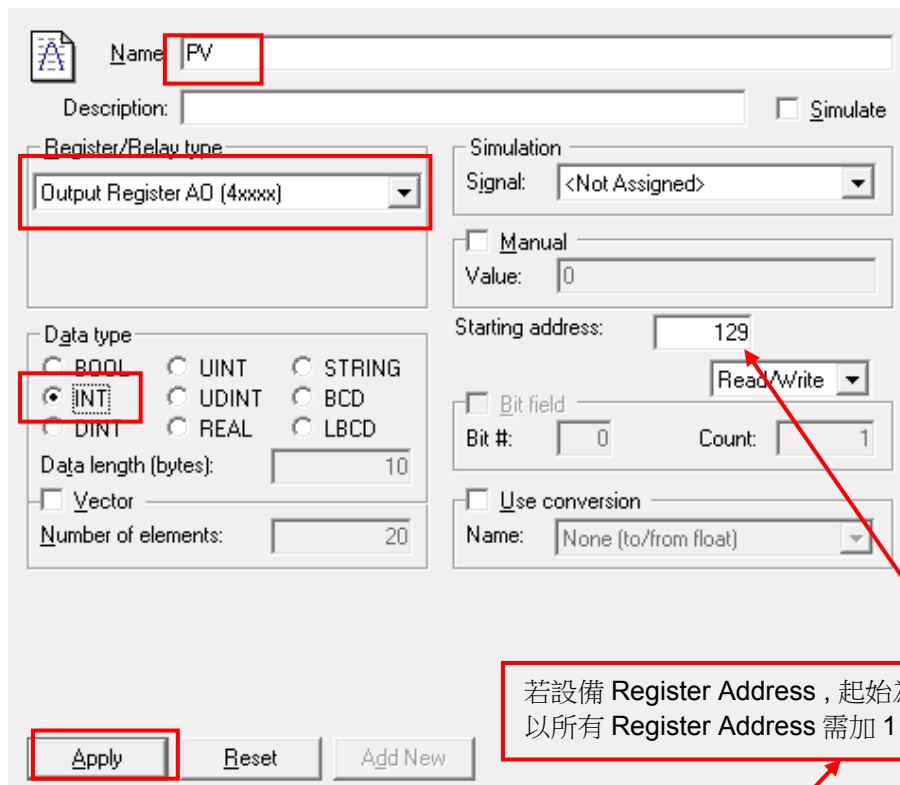 Name PV
Description: Simulate
Register/Relay type
Output Register AO (4xxxx)
Simulation
Signal: <Not Assigned>
Manual
Value: 0
Data type
BOOL UINT STRING
INT UDINT BCD
DINT REAL LBCD
Data length (bytes): 10
Vector
Number of elements: 20
Starting address: 129
Read/Write
Bit field
Bit #: 0 Count: 1
Use conversion
Name: None (to/from float)
若設備 Register Address , 起始
以所有 Register Address 需加 1
Apply Reset Add New